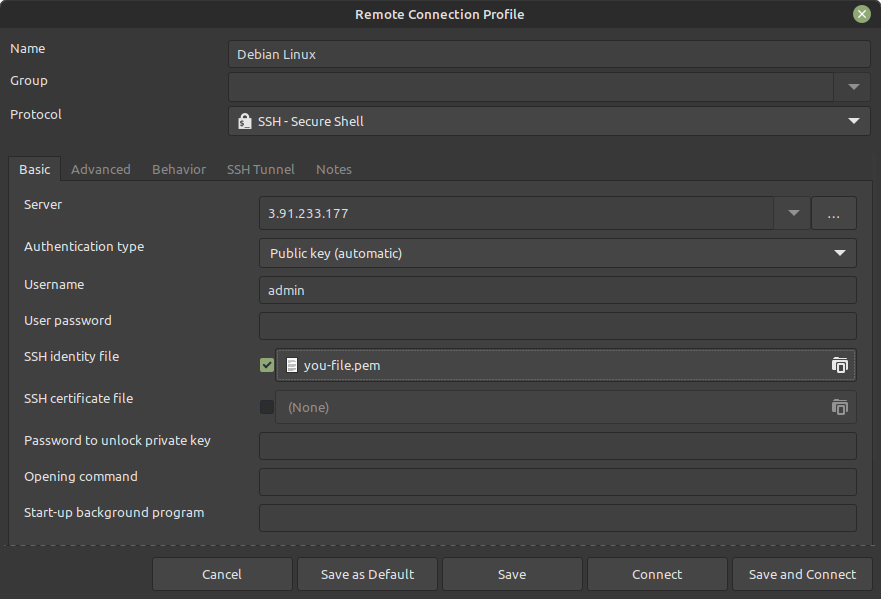 Remote Connection Profile
Name
Debian Linux
Group
Protocol
SSH - Secure Shell
Basic Advanced Behavior SSH Tunnel Notes
Server
3.91.233.177
...
Authentication type
Public key (automatic)
Username
admin
User password
SSH identity file
you-file.pem
SSH certificate file
(None)
Password to unlock private key
Opening command
Start-up background program
Cancel Save as Default Save Connect Save and Connect